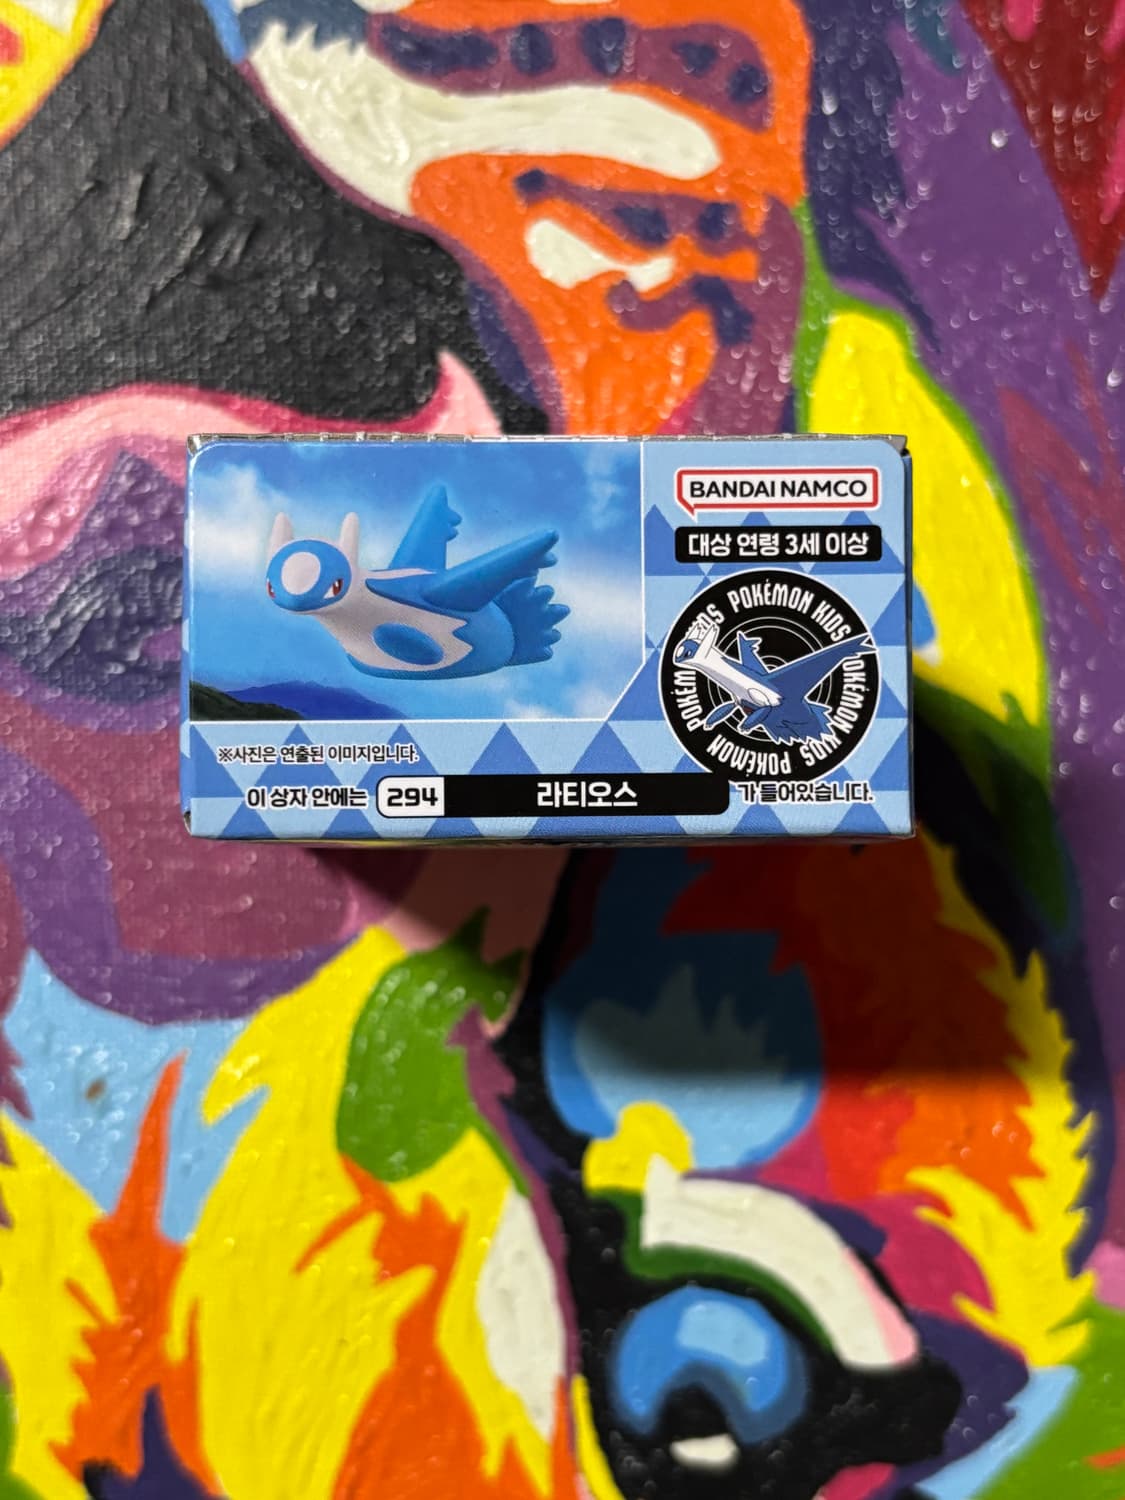 BANDAI NAMCO
대상 연령 3세 이상
POKÉMON KIDS POKÉMON KIDS POKÉMON POKÉM DS
※사진은 연출된 이미지입니다.
이 상자 안에는 294 라티오스 가 들어있습니다.